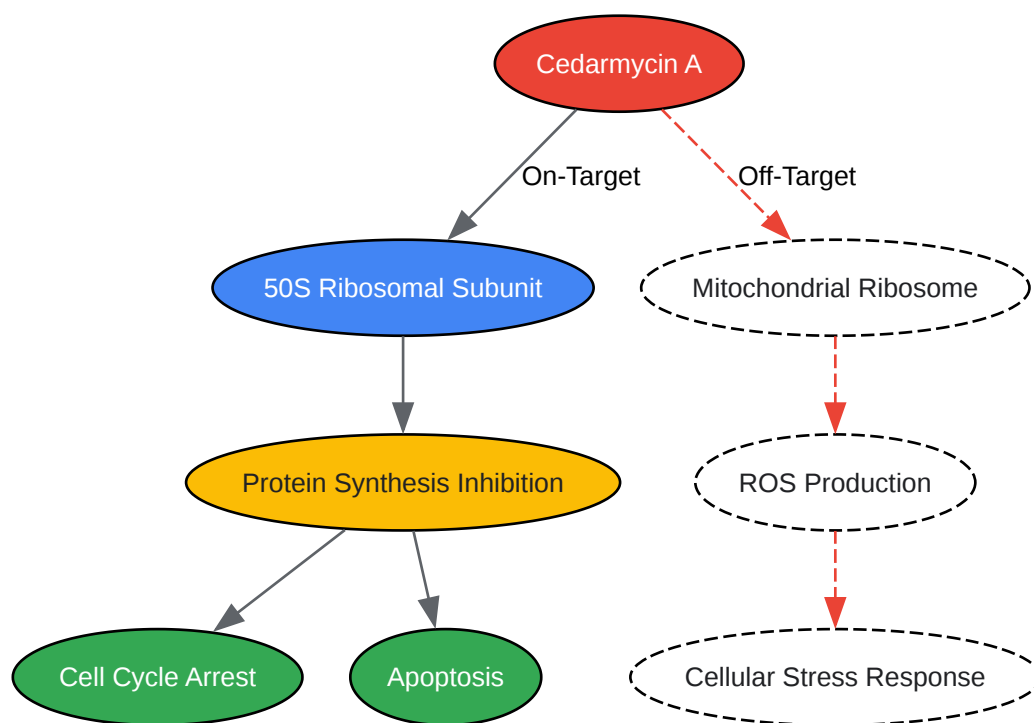 Cedarmycin A
On-Target
Off-Target
50S Ribosomal Subunit
Mitochondrial Ribosome
Protein Synthesis Inhibition
ROS Production
Cell Cycle Arrest
Apoptosis
Cellular Stress Response